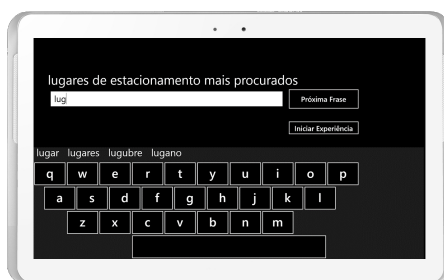 lugares de estacionamento mais procurados
lug
Próxima Frase
Iniciar Experiência
lugar lugares lugubre lugano
q w e r t y u i o p
a s d f g h j k l
z x c v b n m